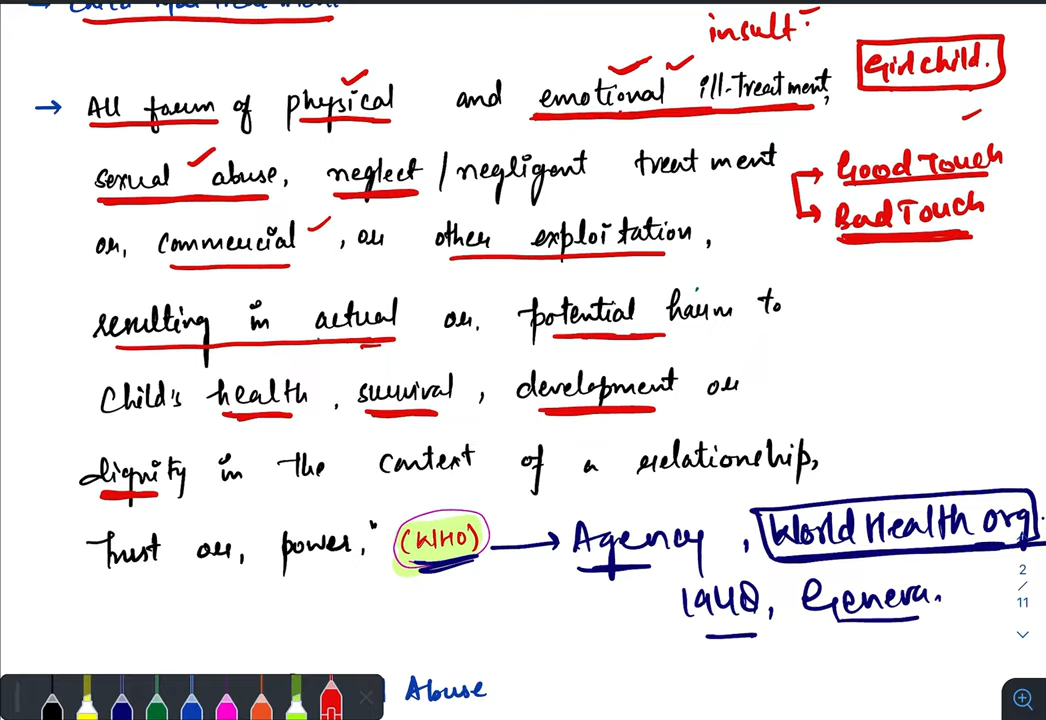 insult -
Girl child.
→ All form of physical and emotional ill-treatment,
sexual abuse, neglect / negligent treatment
→ Good Touch
→ Bad Touch
or, commercial, or other exploitation,
resulting in actual or potential harm to
Child's health, survival, development or
dignity in the context of a relationship,
Trust or, power," (WHO) → Agency, World Health Org.
1948, Geneva.
2
/
11
Abuse